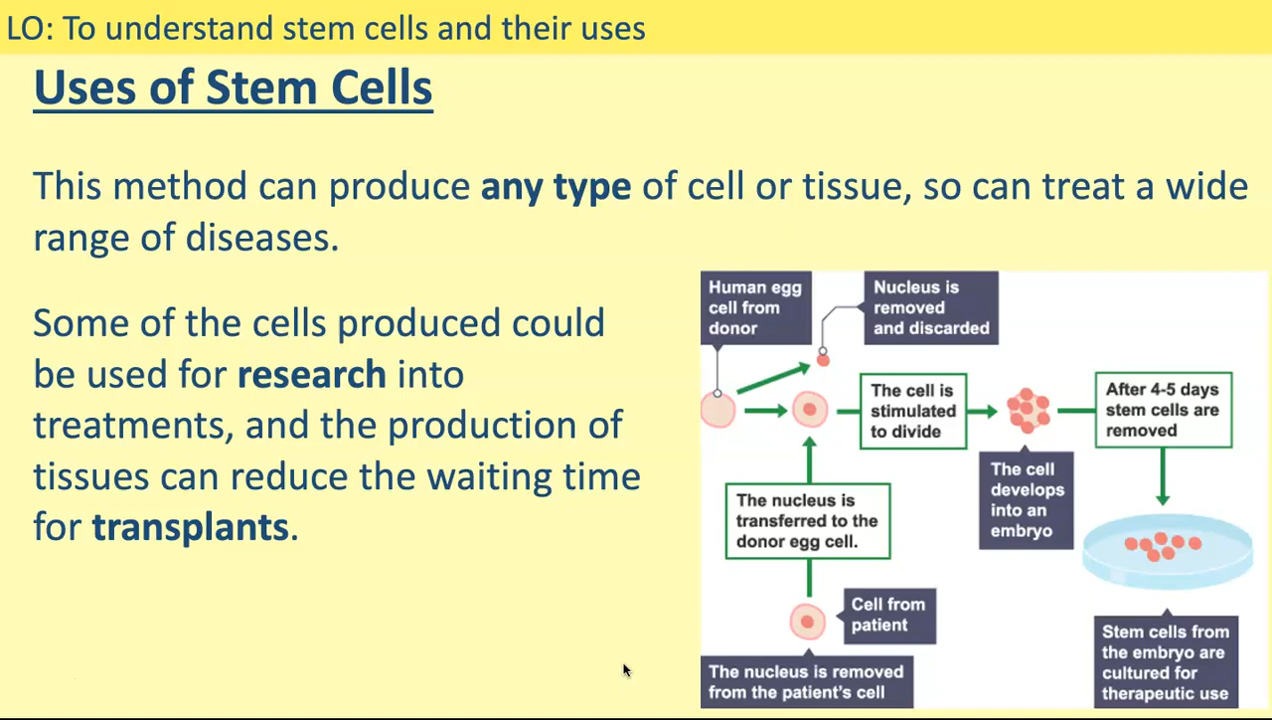 LO: To understand stem cells and their uses
Uses of Stem Cells
This method can produce any type of cell or tissue, so can treat a wide
range of diseases.
Some of the cells produced could
be used for research into
treatments, and the production of
tissues can reduce the waiting time
for transplants.
Human egg
cell from
donor
Nucleus is
removed
and discarded
The cell is
stimulated
to divide
After 4-5 days
stem cells are
removed
The cell
develops
into an
embryo
The nucleus is
transferred to the
donor egg cell.
Cell from
patient
The nucleus is removed
from the patient's cell
Stem cells from
the embryo are
cultured for
therapeutic use